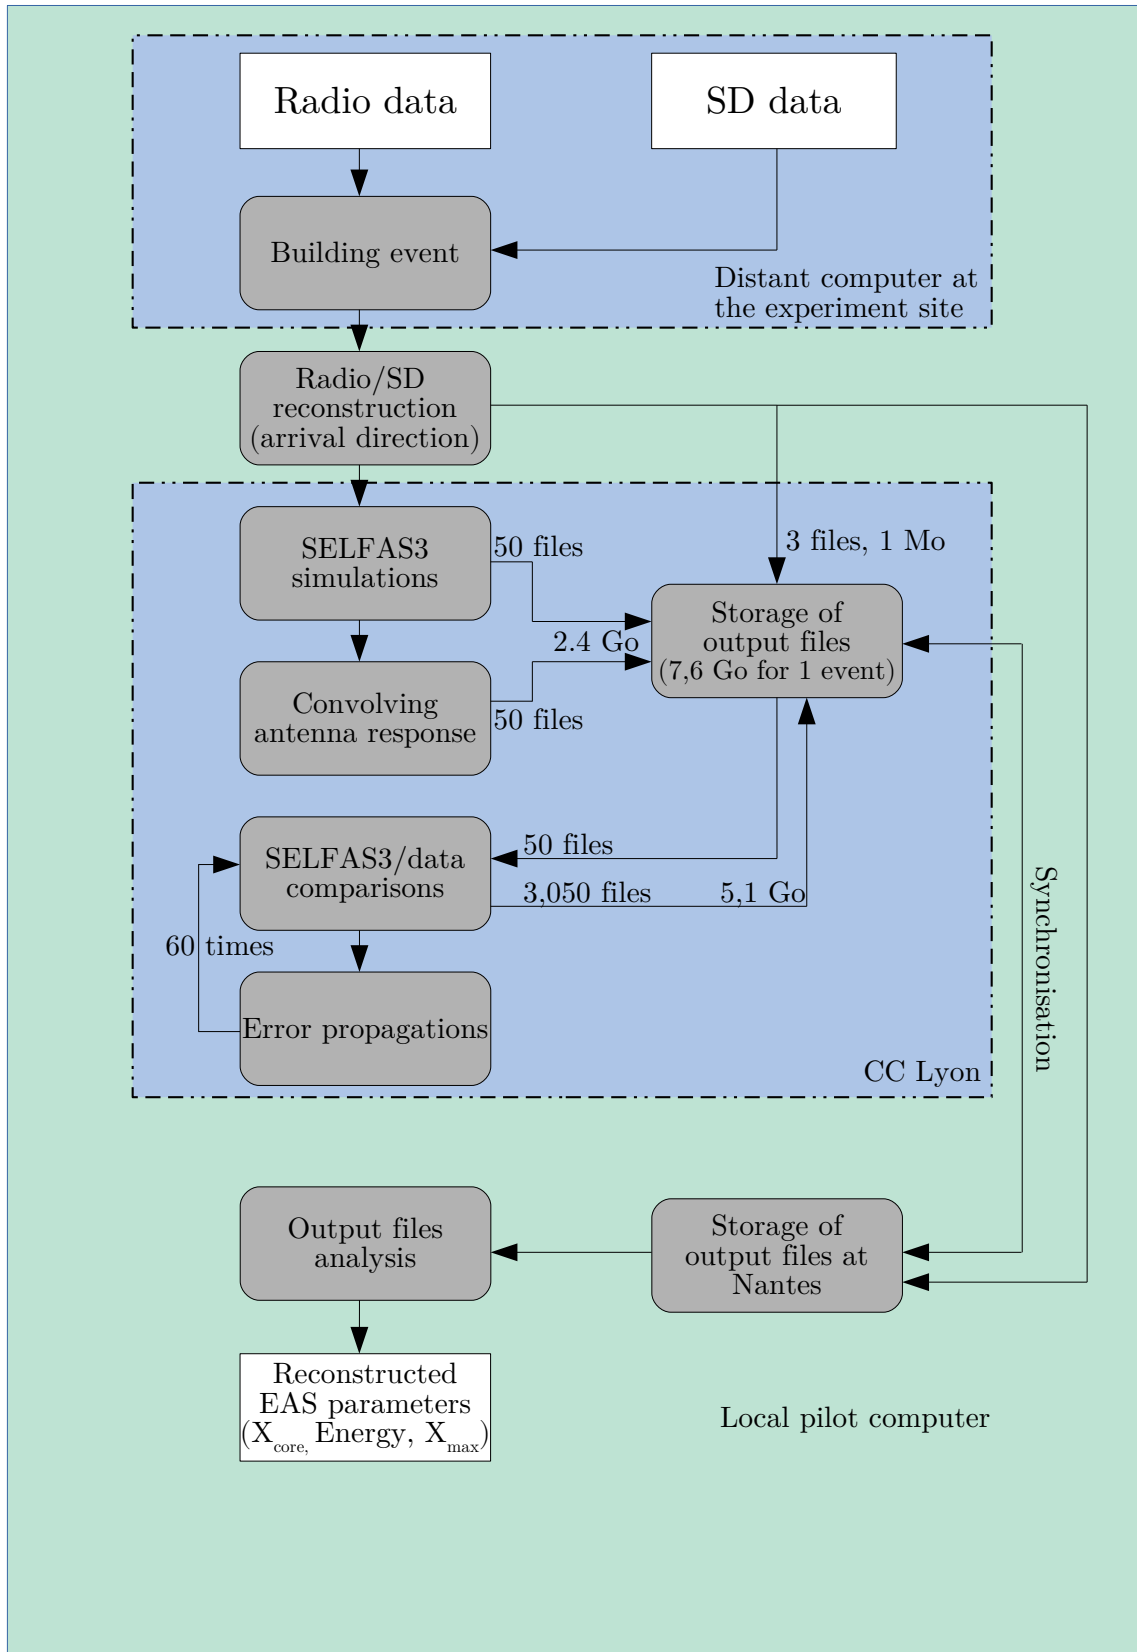 Radio data
SD data
Building event
Distant computer at
the experiment site
Radio/SD
reconstruction
(arrival direction)
SELFAS3
simulations
50 files
3 files, 1 Mo
Storage of
output files
(7,6 Go for 1 event)
2.4 Go
Convolving
antenna response
50 files
SELFAS3/data
comparisons
50 files
3,050 files
5,1 Go
60 times
Error propagations
CC Lyon
Synchronisation
Output files
analysis
Storage of
output files at
Nantes
Reconstructed
EAS parameters
(X_core, Energy, X_max)
Local pilot computer